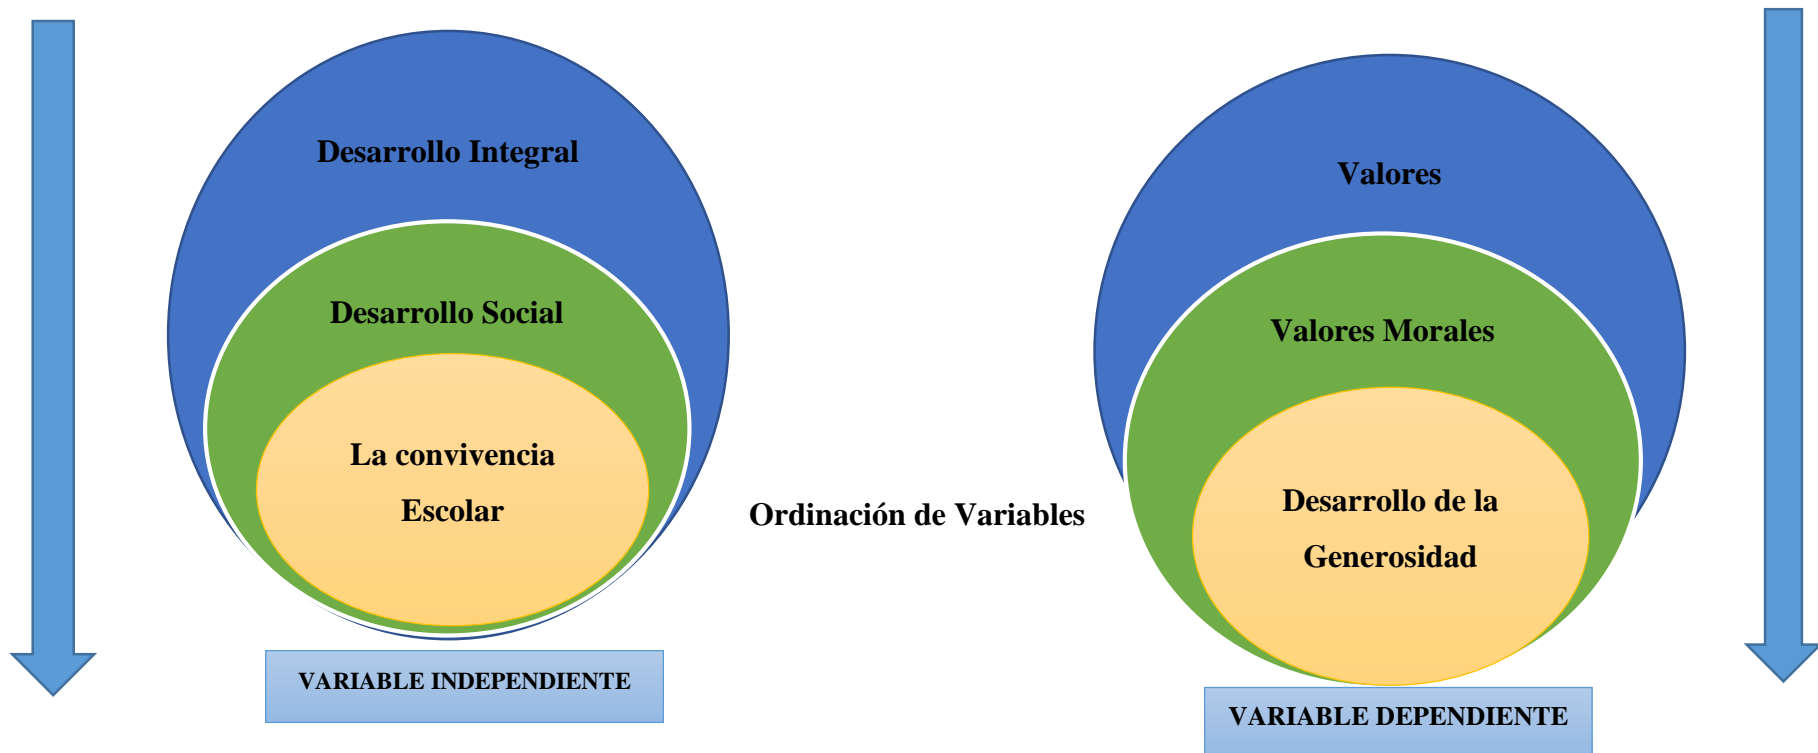 Desarrollo Integral
Desarrollo Social
La convivencia
Escolar
VARIABLE INDEPENDIENTE
Ordinación de Variables
Valores
Valores Morales
Desarrollo de la
Generosidad
VARIABLE DEPENDIENTE